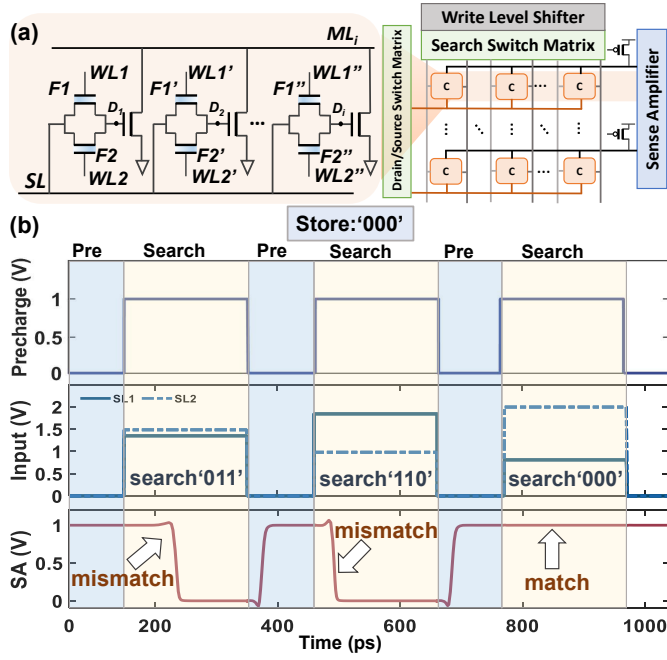 (a)
ML_i
WL1
WL1'
WL1''
F1
F1'
F1''
D_1
D_2
...
D_i
F2
F2'
F2''
SL
WL2
WL2'
WL2''
Write Level Shifter
Search Switch Matrix
Drain/Source Switch Matrix
Sense Amplifier
C
C
...
C
C
C
...
C
(b)
Store:‘000’
Pre
Search
Pre
Search
Pre
Search
Precharge (V)
1
0.5
0
Input (V)
2
1.5
1
0.5
0
SL1
SL2
search‘011’
search‘110’
search‘000’
SA (V)
1
0.5
0
mismatch
mismatch
match
0
200
400
600
800
1000
Time (ps)